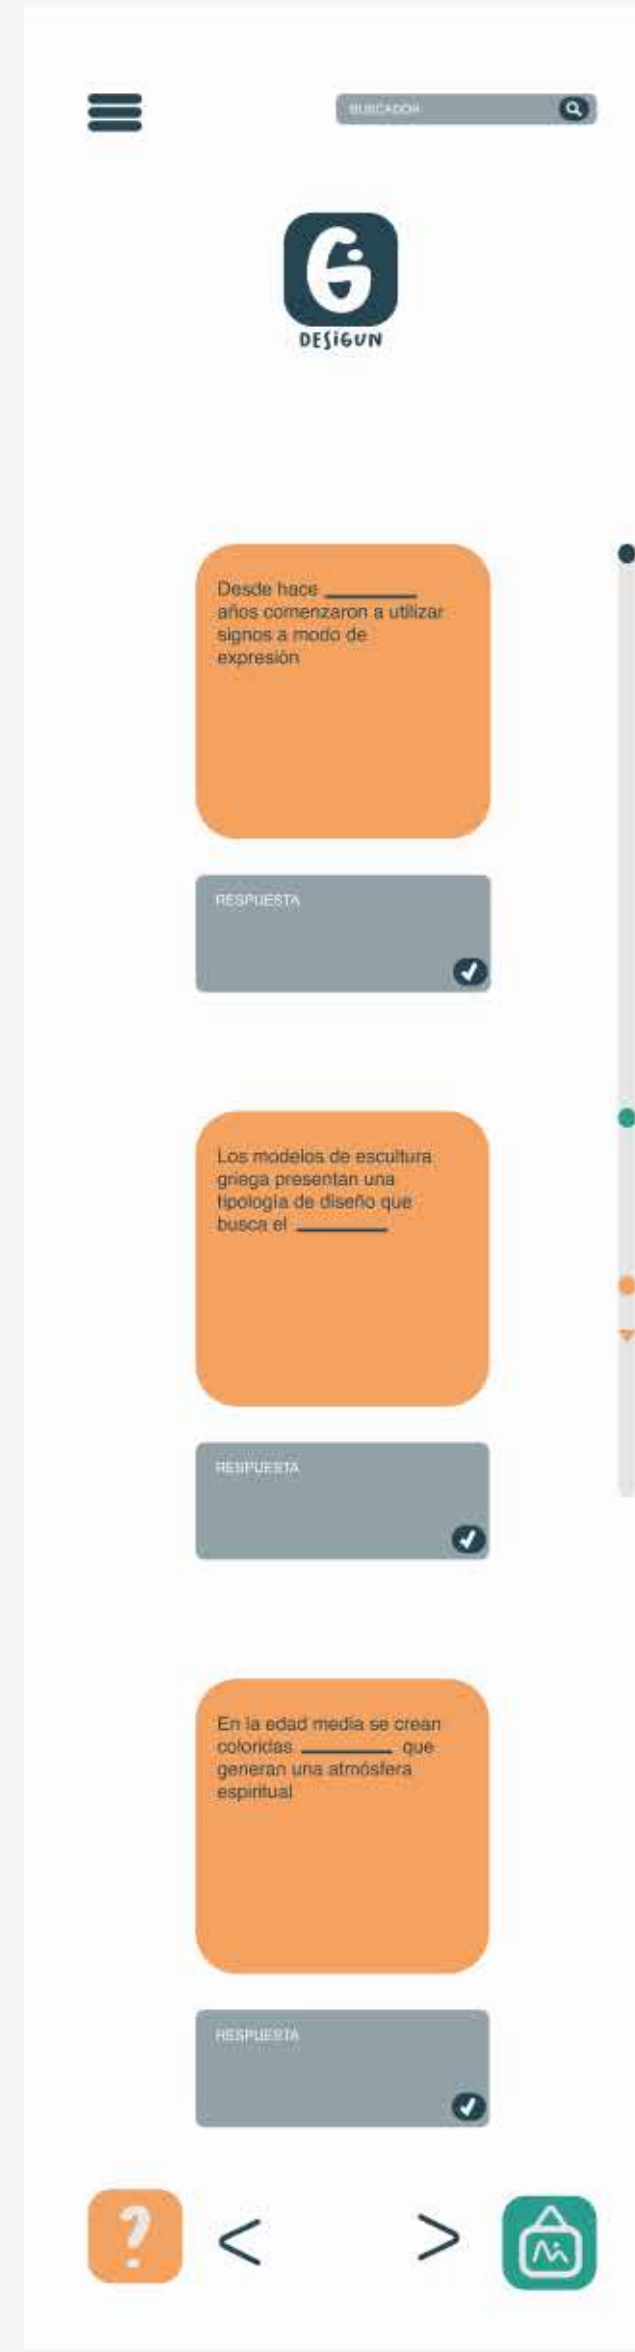 BUSCADOR
DESiGUN
Desde hace ________
años comenzaron a utilizar
signos a modo de
expresión
RESPUESTA
Los modelos de escultura
griega presentan una
tipología de diseño que
busca el ________
RESPUESTA
En la edad media se crean
coloridas ________ que
generan una atmósfera
espiritual
RESPUESTA
?
< >